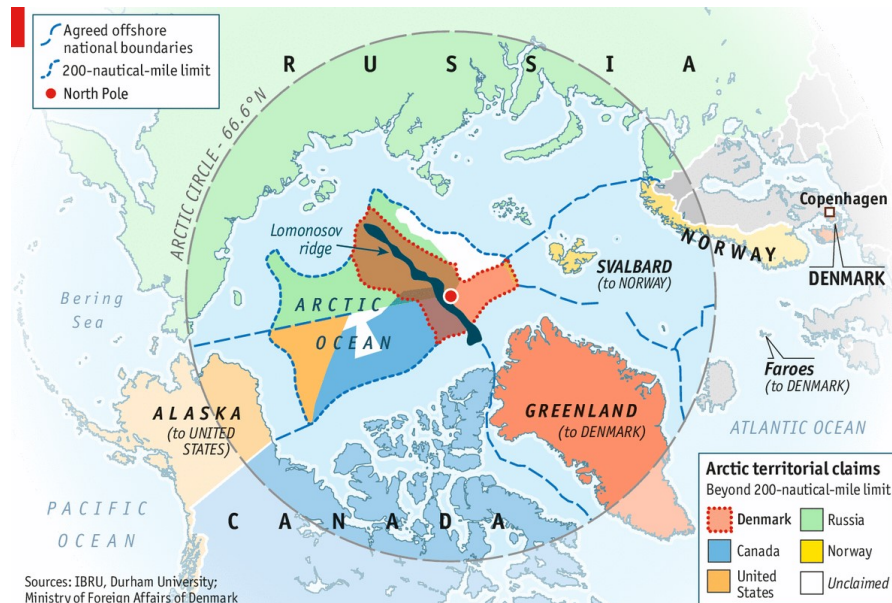 Agreed offshore
national boundaries
200-nautical-mile limit
North Pole
RUSSIA
ARCTIC CIRCLE - 66.6°N
Lomonosov
ridge
Copenhagen
NORWAY
DENMARK
SVALBARD
(to NORWAY)
Bering
Sea
ARCTIC
OCEAN
Faroes
(to DENMARK)
ALASKA
(to UNITED
STATES)
GREENLAND
(to DENMARK)
ATLANTIC OCEAN
PACIFIC
OCEAN
CANADA
Arctic territorial claims
Beyond 200-nautical-mile limit
Denmark
Russia
Canada
Norway
United
States
Unclaimed
Sources: IBRU, Durham University;
Ministry of Foreign Affairs of Denmark